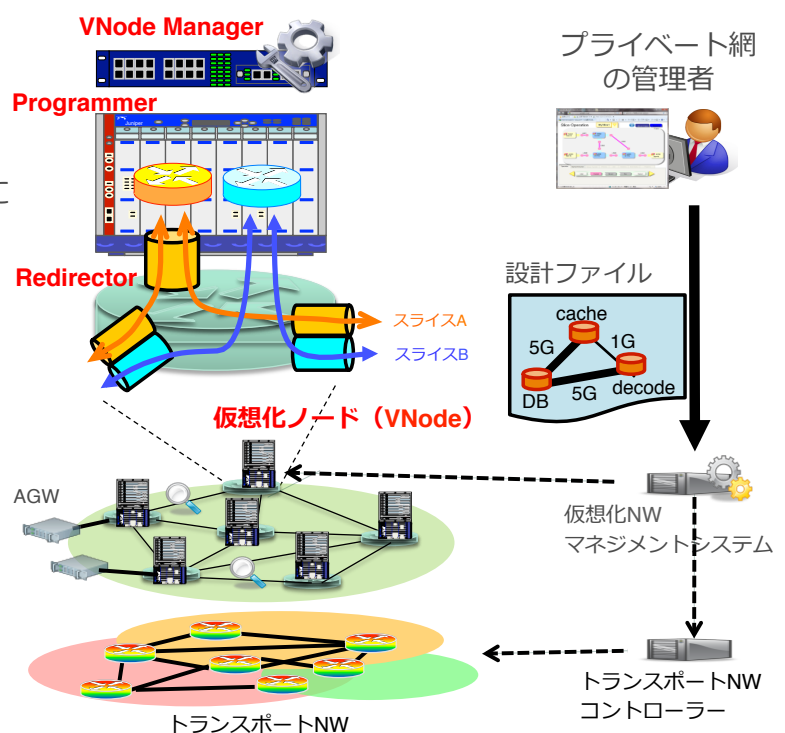 VNode Manager
プライベート網
の管理者
Programmer
Juniper
に
Redirector
設計ファイル
スライスA
スライスB
cache
5G
1G
DB
5G
decode
仮想化ノード（VNode）
AGW
仮想化NW
マネジメントシステム
トランスポートNW
コントローラー
トランスポートNW